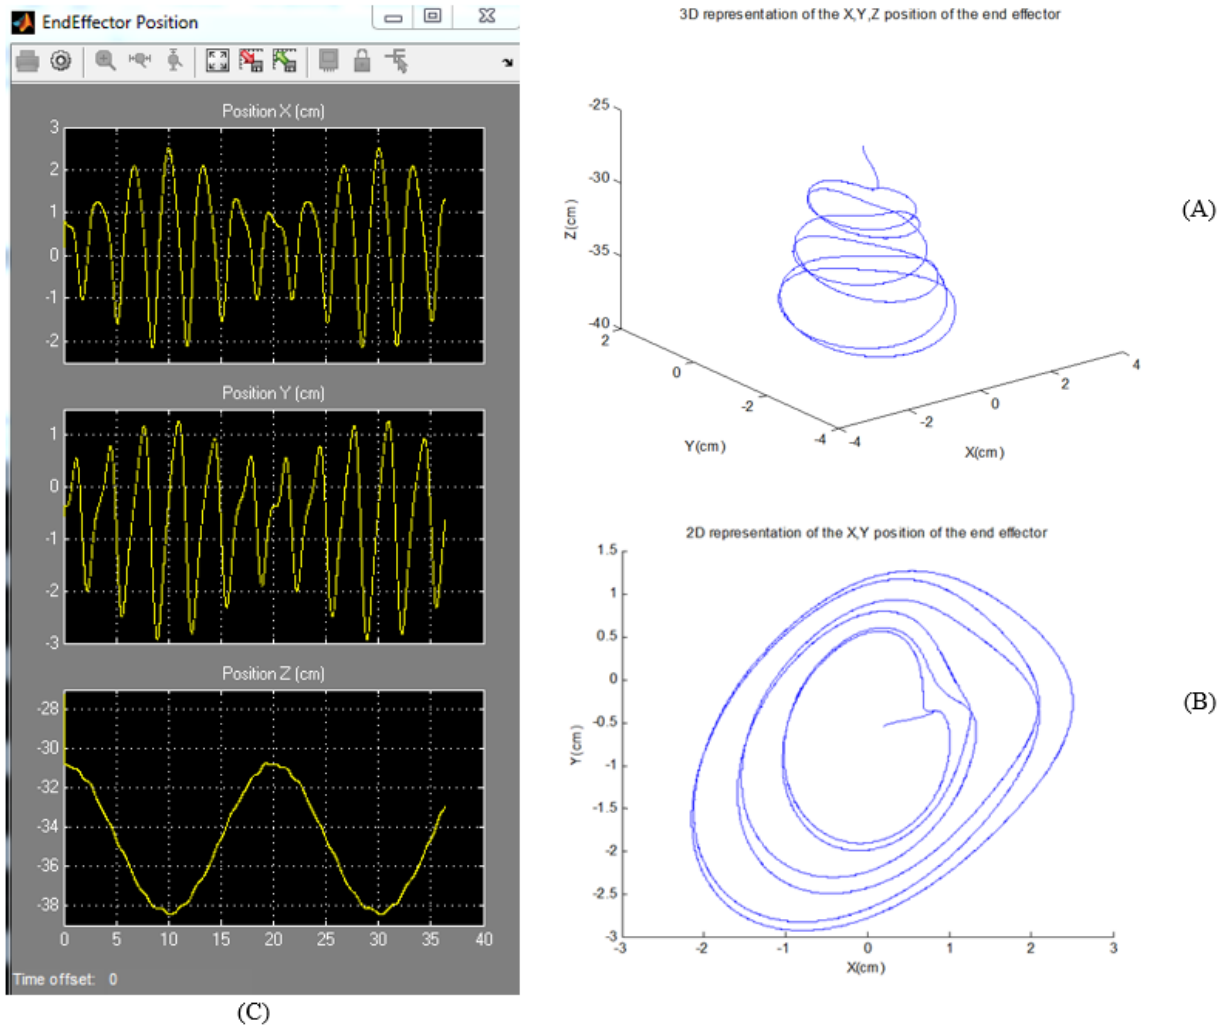 EndEffector Position
Position X (cm)
3
2
1
0
-1
-2
Position Y (cm)
1
0
-1
-2
-3
Position Z (cm)
-28
-30
-32
-34
-36
-38
0 5 10 15 20 25 30 35 40
Time offset: 0
(C)
3D representation of the X,Y,Z position of the end effector
-25
-30
-35
-40
Z(cm)
2
0
-2
-4
Y(cm)
-4
-2
0
2
4
X(cm)
(A)
2D representation of the X,Y position of the end effector
1.5
1
0.5
0
-0.5
-1
-1.5
-2
-2.5
-3
Y(cm)
-3 -2 -1 0 1 2 3
X(cm)
(B)